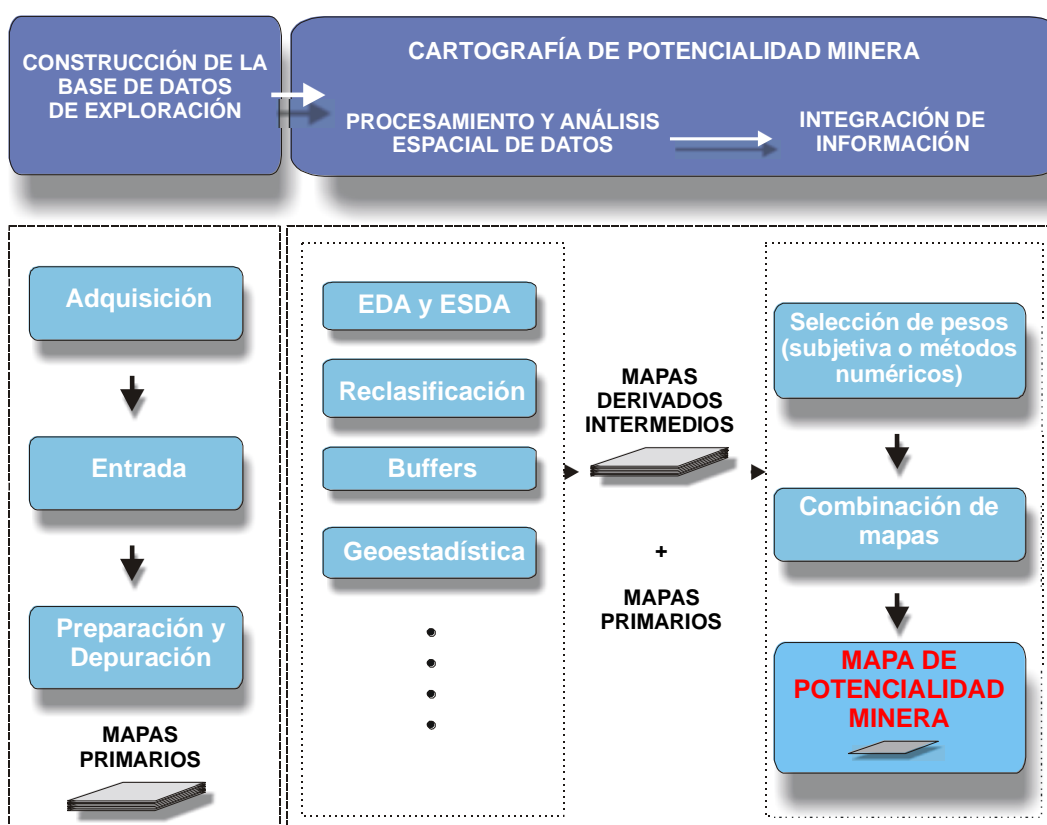 CONSTRUCCIÓN DE LA
BASE DE DATOS
DE EXPLORACIÓN
CARTOGRAFÍA DE POTENCIALIDAD MINERA
PROCESAMIENTO Y ANÁLISIS
ESPACIAL DE DATOS
INTEGRACIÓN DE
INFORMACIÓN
Adquisición
Entrada
Preparación y
Depuración
MAPAS
PRIMARIOS
EDA y ESDA
Reclasificación
Buffers
Geoestadística
MAPAS
DERIVADOS
INTERMEDIOS
+
MAPAS
PRIMARIOS
Selección de pesos
(subjetiva o métodos
numéricos)
Combinación de
mapas
MAPA DE
POTENCIALIDAD
MINERA